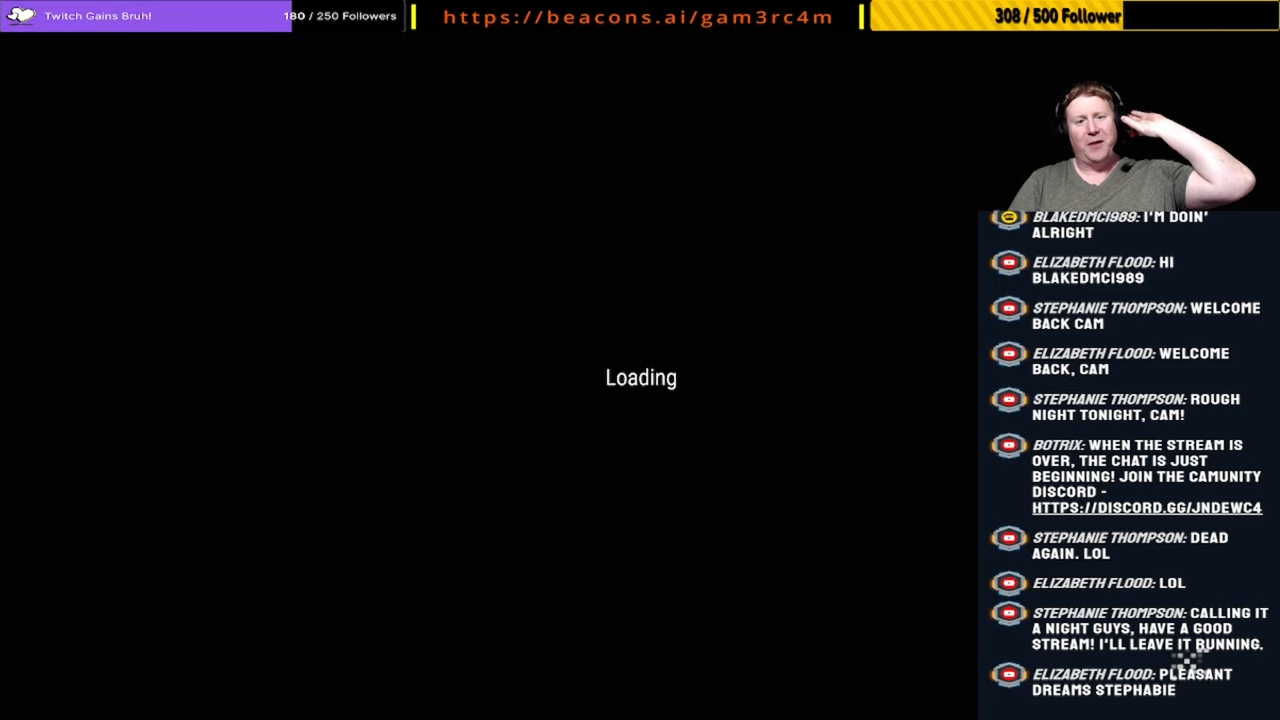 Twitch Gains Bruh!
180 / 250 Followers
https://beacons.ai/gam3rc4m
308 / 500 Follower
Loading
BLAKEDMC1989: I'M DOIN'
ALRIGHT
ELIZABETH FLOOD: HI
BLAKEDMC1989
STEPHANIE THOMPSON: WELCOME
BACK CAM
ELIZABETH FLOOD: WELCOME
BACK, CAM
STEPHANIE THOMPSON: ROUGH
NIGHT TONIGHT, CAM!
BOTRIX: WHEN THE STREAM IS
OVER, THE CHAT IS JUST
BEGINNING! JOIN THE CAMUNITY
DISCORD -
HTTPS://DISCORD.GG/JNDEWC4
STEPHANIE THOMPSON: DEAD
AGAIN. LOL
ELIZABETH FLOOD: LOL
STEPHANIE THOMPSON: CALLING IT
A NIGHT GUYS, HAVE A GOOD
STREAM! I'LL LEAVE IT RUNNING.
ELIZABETH FLOOD: PLEASANT
DREAMS STEPHABIE